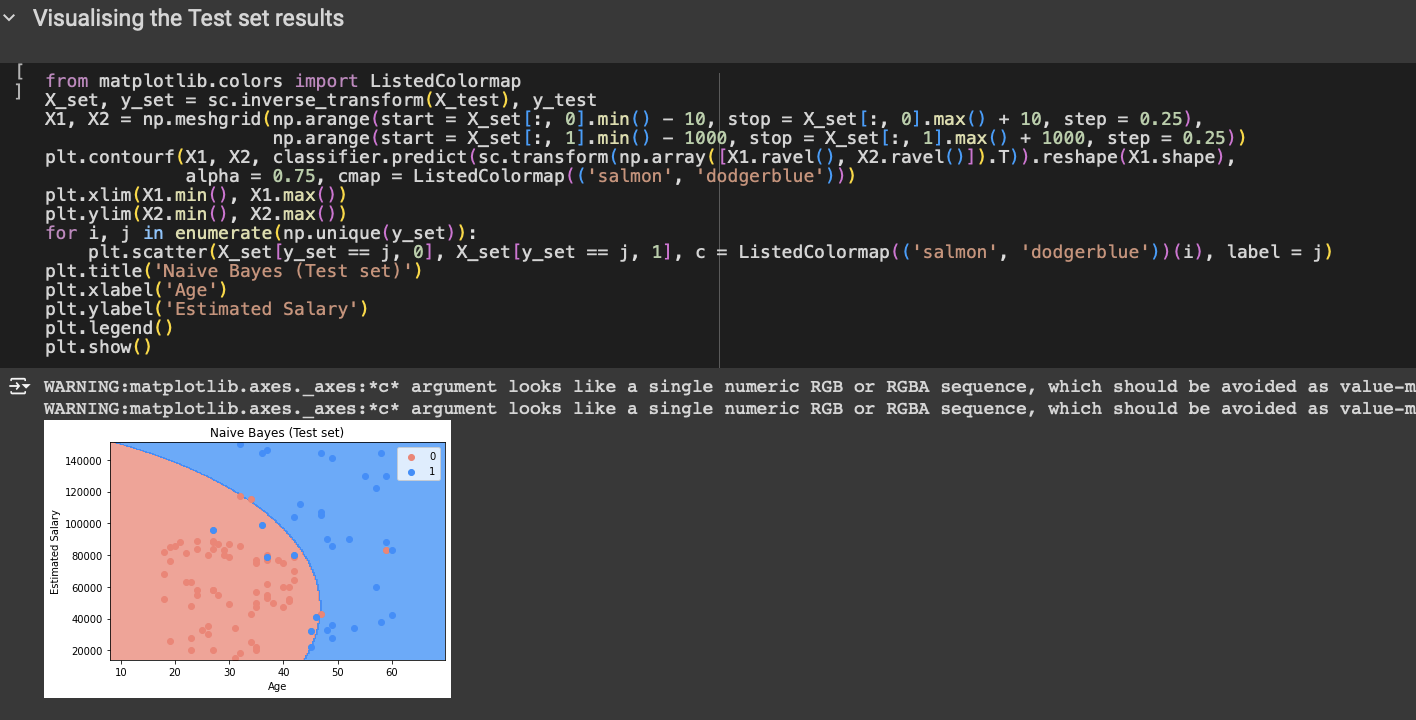 Visualising the Test set results
[
]
from matplotlib.colors import ListedColormap
X_set, y_set = sc.inverse_transform(X_test), y_test
X1, X2 = np.meshgrid(np.arange(start = X_set[:, 0].min() - 10, stop = X_set[:, 0].max() + 10, step = 0.25),
                     np.arange(start = X_set[:, 1].min() - 1000, stop = X_set[:, 1].max() + 1000, step = 0.25))
plt.contourf(X1, X2, classifier.predict(sc.transform(np.array([X1.ravel(), X2.ravel()]).T)).reshape(X1.shape),
             alpha = 0.75, cmap = ListedColormap(('salmon', 'dodgerblue')))
plt.xlim(X1.min(), X1.max())
plt.ylim(X2.min(), X2.max())
for i, j in enumerate(np.unique(y_set)):
    plt.scatter(X_set[y_set == j, 0], X_set[y_set == j, 1], c = ListedColormap(('salmon', 'dodgerblue'))(i), label = j)
plt.title('Naive Bayes (Test set)')
plt.xlabel('Age')
plt.ylabel('Estimated Salary')
plt.legend()
plt.show()
WARNING:matplotlib.axes._axes:*c* argument looks like a single numeric RGB or RGBA sequence, which should be avoided as value-m
WARNING:matplotlib.axes._axes:*c* argument looks like a single numeric RGB or RGBA sequence, which should be avoided as value-m
Naive Bayes (Test set)
0
1
140000
120000
100000
80000
60000
40000
20000
Estimated Salary
10 20 30 40 50 60
Age